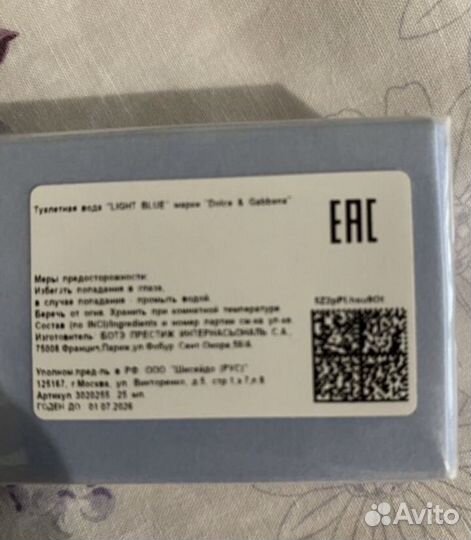 Туалетная вода "LIGHT BLUE" марки "Dolce & Gabbana"
EAC
Меры предосторожности:
Избегать попадания в глаза,
в случае попадания - промыть водой.
Беречь от огня. Хранить при комнатной температуре
Состав (по INCI)/Ingredients и номер партии см.на уп-ке.
Изготовитель: БОТЭ ПРЕСТИЖ ИНТЕРНАСЬОНАЛЬ С.А.,
75008 Франция,Париж,ул.Фобур Сант Оноре,56/А
Уполном.пред-ль в РФ: ООО "Шисейдо (РУС)"
125167, г.Москва, ул. Викторенко, д.5, стр.1,э.7,п.6
Артикул 3020255 25 мл.
ГОДЕН ДО: 01.07.2026
Avito